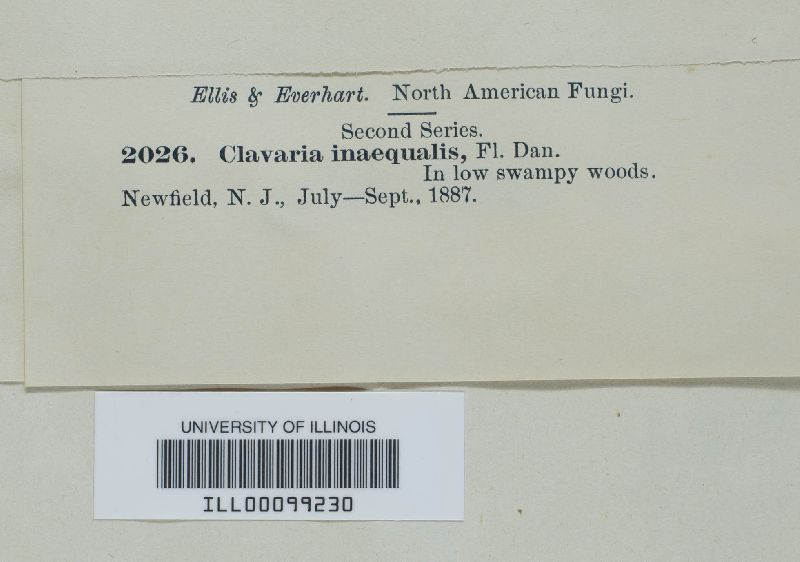 Ellis & Everhart. North American Fungi.
Second Series.
2026. Clavaria inaequalis, Fl. Dan.
In low swampy woods.
Newfield, N. J., July—Sept., 1887.
UNIVERSITY OF ILLINOIS
ILL00099230